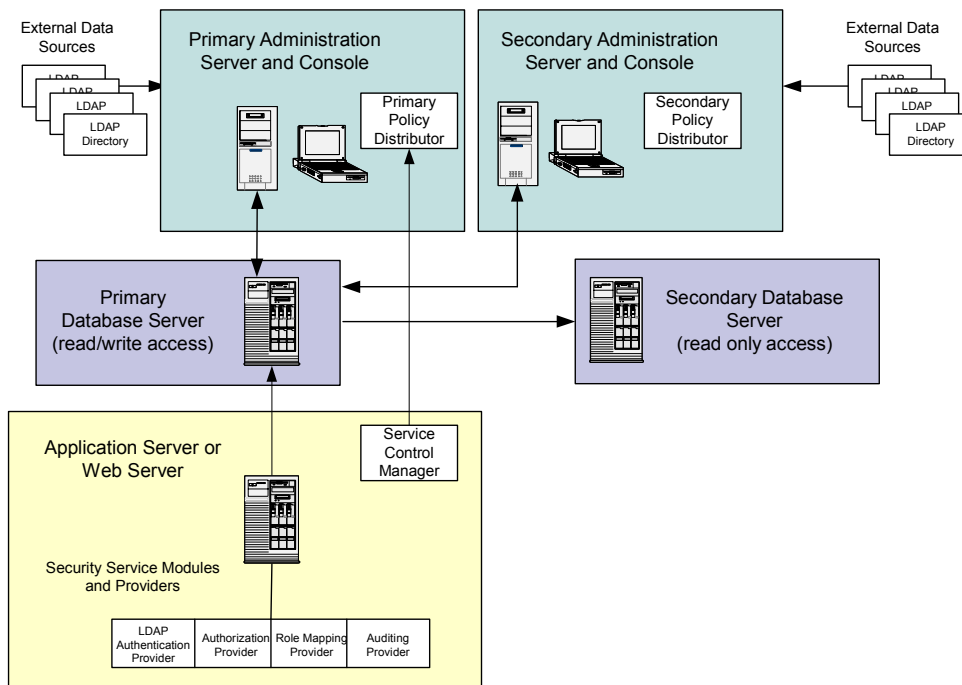 External Data
Sources
LDAP
LDAP
LDAP
LDAP
Directory
Primary Administration
Server and Console
Primary
Policy
Distributor
Secondary Administration
Server and Console
Secondary
Policy
Distributor
External Data
Sources
LDAP
LDAP
LDAP
LDAP
Directory
Primary
Database Server
(read/write access)
Secondary Database
Server
(read only access)
Application Server or
Web Server
Service
Control
Manager
Security Service Modules
and Providers
LDAP
Authentication
Provider
Authorization
Provider
Role Mapping
Provider
Auditing
Provider